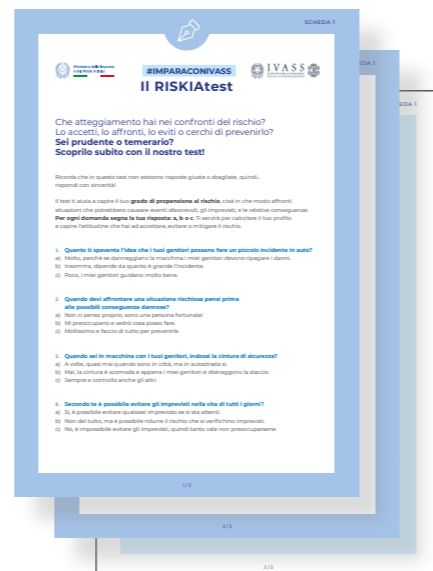 SCHEDA 1
Ministero delle Imprese
e del Made in Italy
#IMPARACONIVASS
IVASS
Il RISKIAtest
Che atteggiamento hai nei confronti del rischio?
Lo accetti, lo affronti, lo eviti o cerchi di prevenirlo?
Sei prudente o temerario?
Scoprilo subito con il nostro test!
Ricorda che in questo test non esistono risposte giuste o sbagliate, quindi...
rispondi con sincerità!
Il test ti aiuta a capire il tuo grado di propensione al rischio, cioè in che modo affronti
situazioni che potrebbero causare eventi sfavorevoli, gli imprevisti, e le relative conseguenze.
Per ogni domanda segna la tua risposta: a, b o c. Ti servirà per calcolare il tuo profilo
e capire l'attitudine che hai ad accettare, evitare o mitigare il rischio.
1. Quanto ti spaventa l'idea che i tuoi genitori possano fare un piccolo incidente in auto?
a) Molto, perché se danneggiano la macchina i miei genitori devono ripagare i danni.
b) Insomma, dipende da quanto è grande l'incidente.
c) Poco, i miei genitori guidano molto bene.
2. Quando devi affrontare una situazione rischiosa pensi prima
alle possibili conseguenze dannose?
a) Non ci penso proprio, sono una persona fortunata!
b) Mi preoccupano e vedrò cosa posso fare.
c) Moltissimo e faccio di tutto per prevenirle.
3. Quando sei in macchina con i tuoi genitori, indossi la cintura di sicurezza?
a) A volte, quasi mai quando sono in città, ma in autostrada sì.
b) Mai, la cintura è scomoda e appena i miei genitori si distraggono la slaccio.
c) Sempre e controllo anche gli altri.
4. Secondo te è possibile evitare gli imprevisti nella vita di tutti i giorni?
a) Sì, è possibile evitare qualsiasi imprevisto se si sta attenti.
b) Non del tutto, ma è possibile ridurre il rischio che si verifichino imprevisti.
c) No, è impossibile evitare gli imprevisti, quindi tanto vale non preoccuparsene.
1/3
EDA 1
2/3
EDA 1
3/3